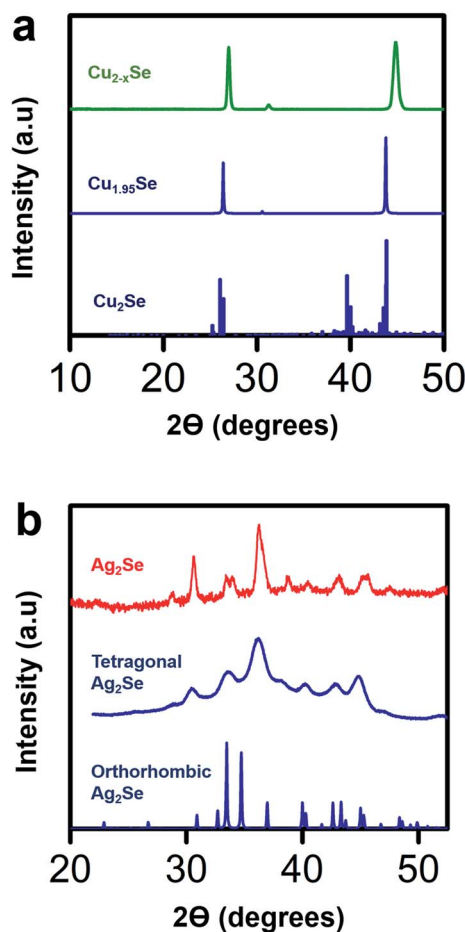 a
Intensity (a.u)
Cu₂₋ₓSe
Cu₁.₉₅Se
Cu₂Se
10 20 30 40 50
2Θ (degrees)
b
Intensity (a.u)
Ag₂Se
Tetragonal
Ag₂Se
Orthorhombic
Ag₂Se
20 30 40 50
2Θ (degrees)